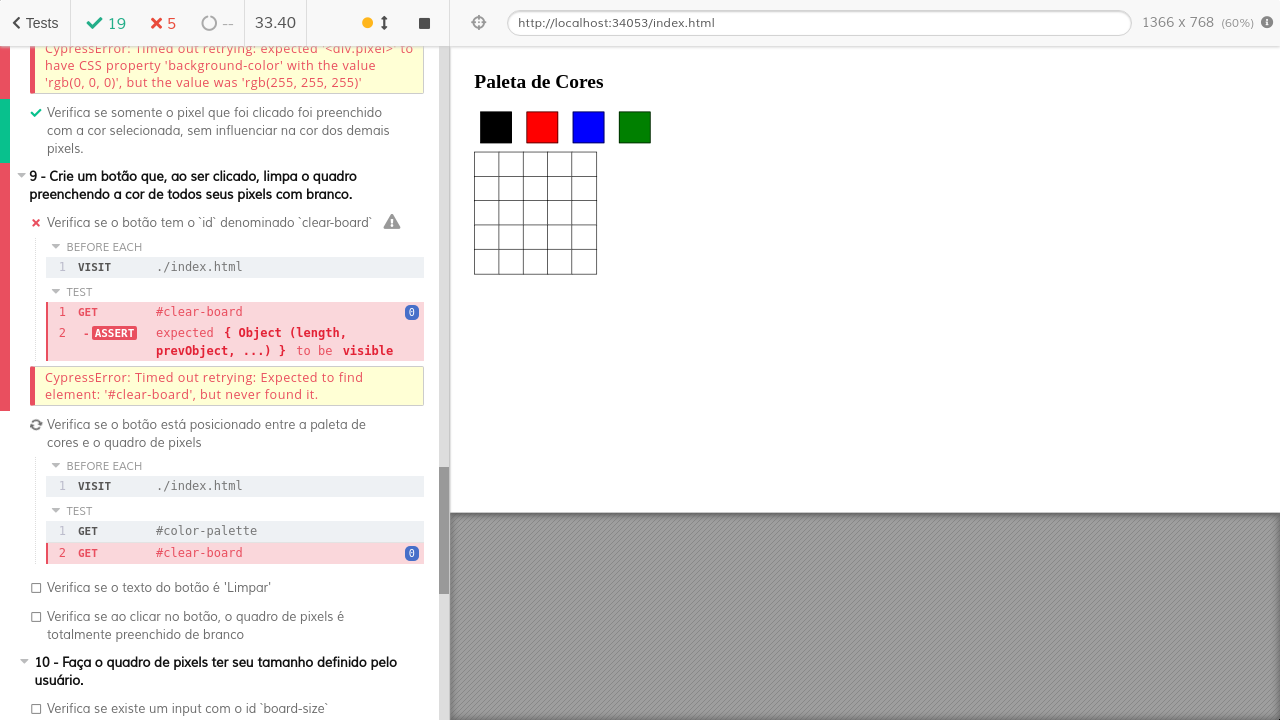 Tests
19
5
--
33.40
http://localhost:34053/index.html
1366 x 768 (60%)
CypressError: Timed out retrying: expected '<div.pixel>' to
have CSS property 'background-color' with the value
'rgb(0, 0, 0)', but the value was 'rgb(255, 255, 255)'
Verifica se somente o pixel que foi clicado foi preenchido
com a cor selecionada, sem influenciar na cor dos demais
pixels.
9 - Crie um botão que, ao ser clicado, limpa o quadro
preenchendo a cor de todos seus pixels com branco.
Verifica se o botão tem o `id` denominado `clear-board`
BEFORE EACH
1 VISIT ./index.html
TEST
1 GET #clear-board 0
2 -ASSERT expected { Object (length,
prevObject, ...) } to be visible
CypressError: Timed out retrying: Expected to find
element: '#clear-board', but never found it.
Verifica se o botão está posicionado entre a paleta de
cores e o quadro de pixels
BEFORE EACH
1 VISIT ./index.html
TEST
1 GET #color-palette
2 GET #clear-board 0
Verifica se o texto do botão é 'Limpar'
Verifica se ao clicar no botão, o quadro de pixels é
totalmente preenchido de branco
10 - Faça o quadro de pixels ter seu tamanho definido pelo
usuário.
Verifica se existe um input com o id `board-size`
Paleta de Cores